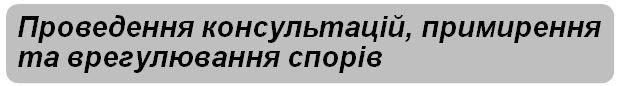 Проведення консультацій, примирення
та врегулювання спорів